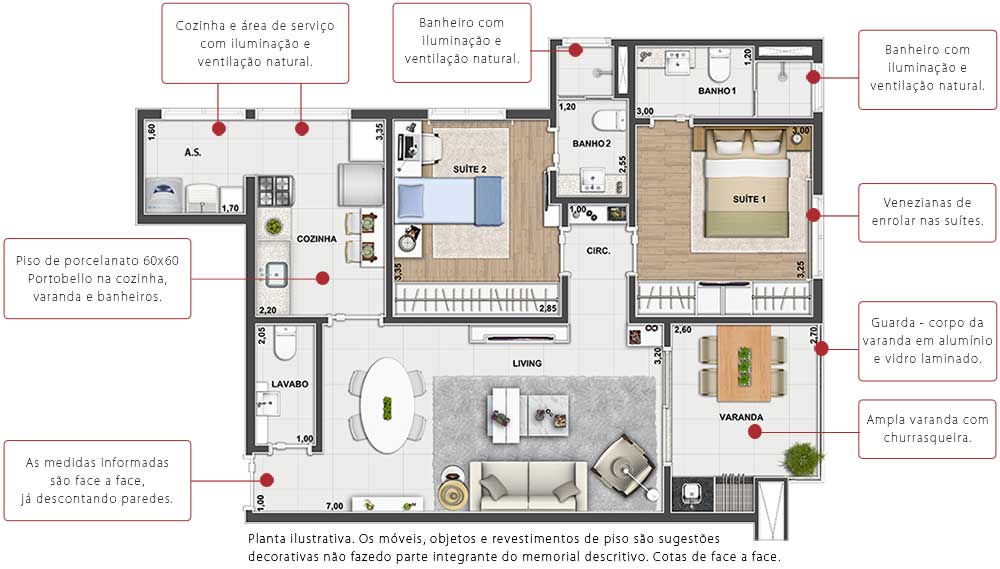 Cozinha e área de serviço
com iluminação e
ventilação natural.
Banheiro com
iluminação e
ventilação natural.
Banheiro com
iluminação e
ventilação natural.
1,20
BANHO 1
3,00
1,60
A.S.
3,35
1,70
SUÍTE 2
1,20
BANHO 2
2,55
3,00
SUÍTE 1
3,25
Venezianas de
enrolar nas suítes.
1,00
CIRC.
COZINHA
2,20
3,35
2,85
Piso de porcelanato 60x60
Portobello na cozinha,
varanda e banheiros.
2,05
LAVABO
1,00
LIVING
3,20
2,60
2,70
VARANDA
Guarda - corpo da
varanda em alumínio
e vidro laminado.
Ampla varanda com
churrasqueira.
As medidas informadas
são face a face,
já descontando paredes.
1,00
7,00
Planta ilustrativa. Os móveis, objetos e revestimentos de piso são sugestões
decorativas não fazedo parte integrante do memorial descritivo. Cotas de face a face.